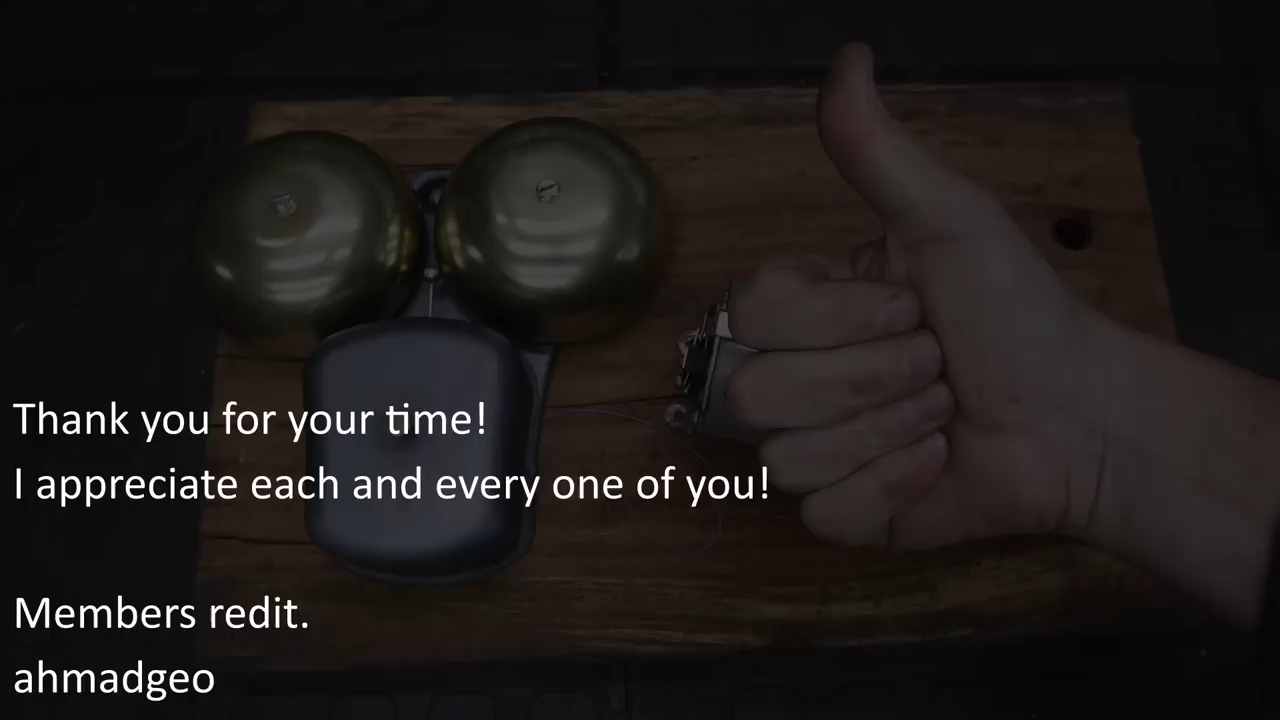 Thank you for your time!
I appreciate each and every one of you!
Members redit.
ahmadgeo